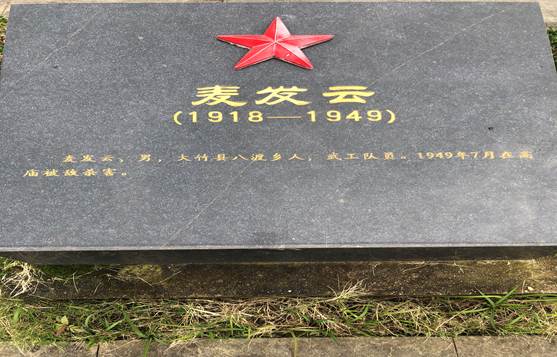 麦发云
(1918—1949)
麦发云，男，大竹县八渡乡人，武工队员。1949年7月在高
庙被敌杀害。